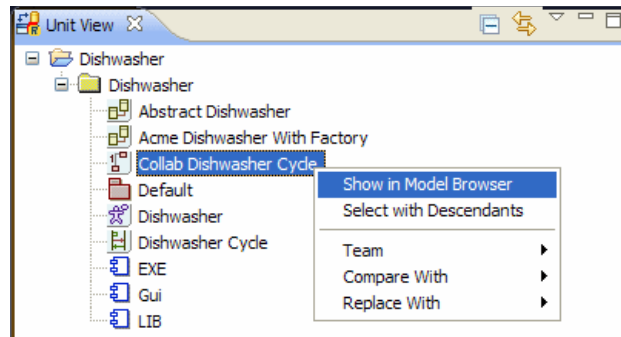 Unit View
Dishwasher
Dishwasher
Abstract Dishwasher
Acme Dishwasher With Factory
Collab Dishwasher Cycle
Default
Dishwasher
Dishwasher Cycle
EXE
Gui
LIB
Show in Model Browser
Select with Descendants
Team
Compare With
Replace With